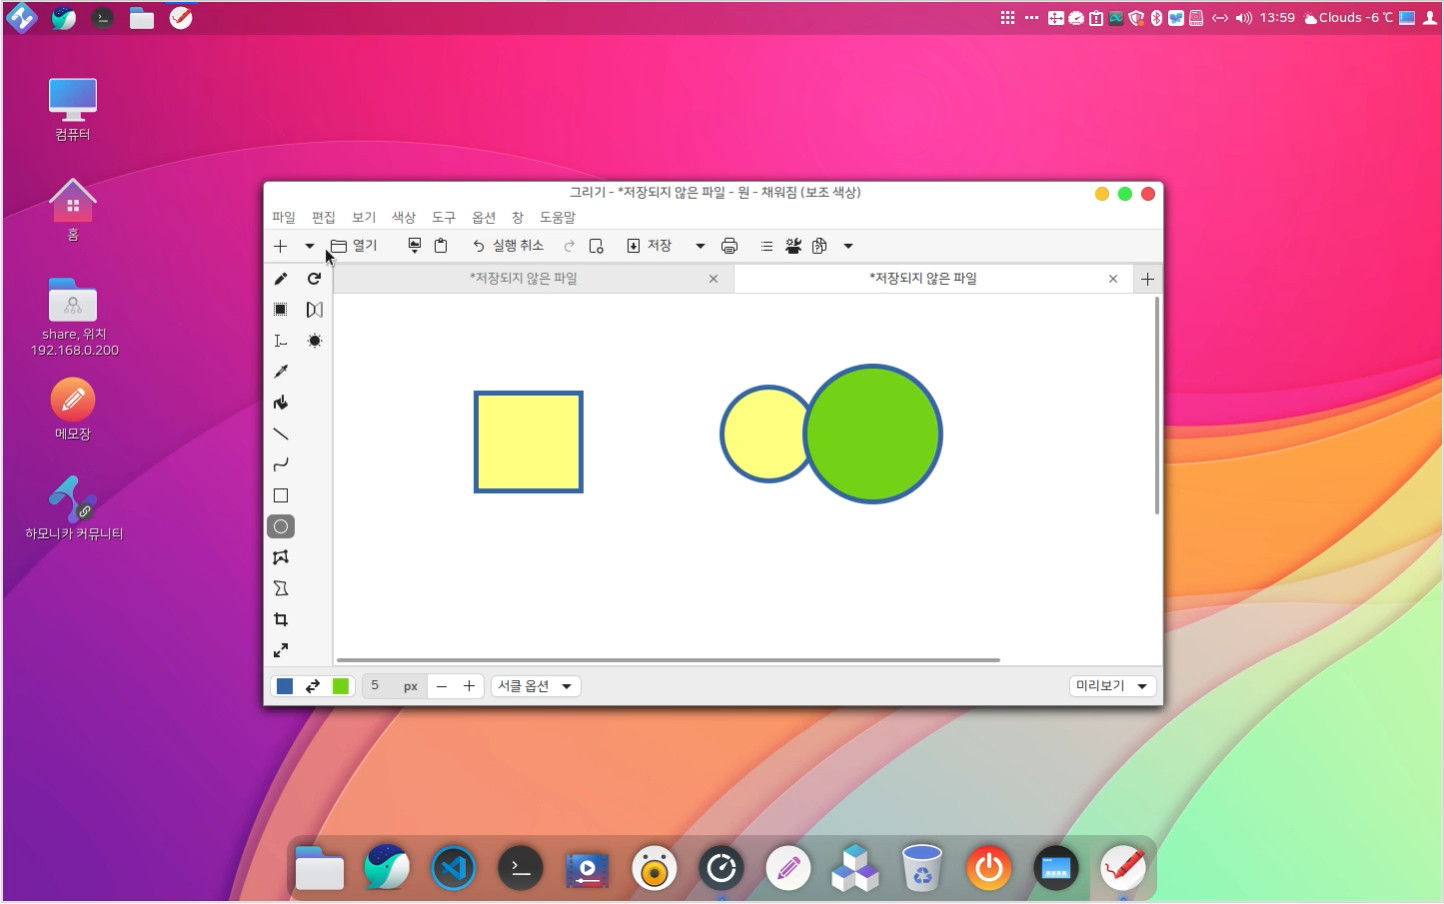 13:59 Clouds -6 ℃
컴퓨터
홈
share, 위치
192.168.0.200
메모장
하모니카 커뮤니티
그리기 - *저장되지 않은 파일 - 원 - 채워짐 (보조 색상)
파일 편집 보기 색상 도구 옵션 창 도움말
열기 실행 취소 저장
*저장되지 않은 파일 *저장되지 않은 파일
5 px 서클 옵션 미리보기